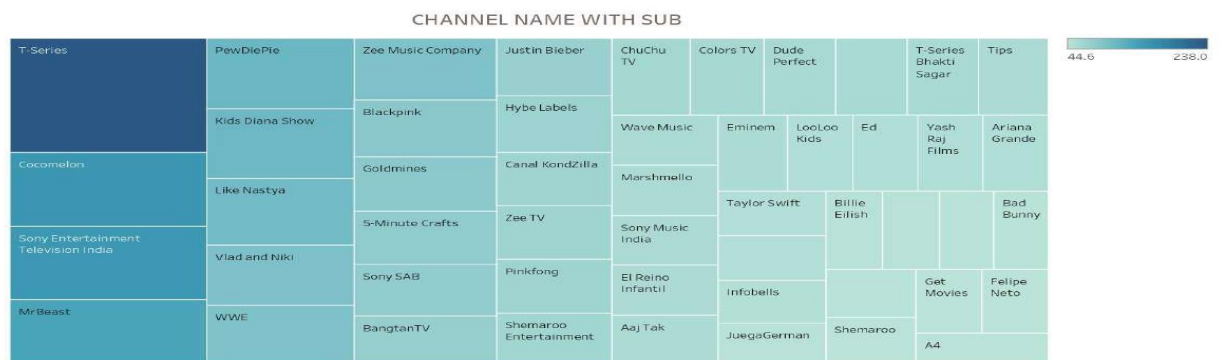 CHANNEL NAME WITH SUB
T-Series
Cocomelon
Sony Entertainment
Television India
MrBeast
PewDiePie
Kids Diana Show
Like Nastya
Vlad and Niki
WWE
Zee Music Company
Blackpink
Goldmines
5-Minute Crafts
Sony SAB
BangtanTV
Justin Bieber
Hybe Labels
Canal KondZilla
Zee TV
Pinkfong
Shemaroo
Entertainment
ChuChu
TV
Colors TV
Dude
Perfect
T-Series
Bhakti
Sagar
Tips
Wave Music
Marshmello
Sony Music
India
El Reino
Infantil
Aaj Tak
Eminem
LooLoo
Kids
Ed
Yash
Raj
Films
Ariana
Grande
Taylor Swift
Infobells
JuegaGerman
Billie
Eilish
Bad
Bunny
Shemaroo
Get
Movies
Felipe
Neto
A4
44.6
238.0